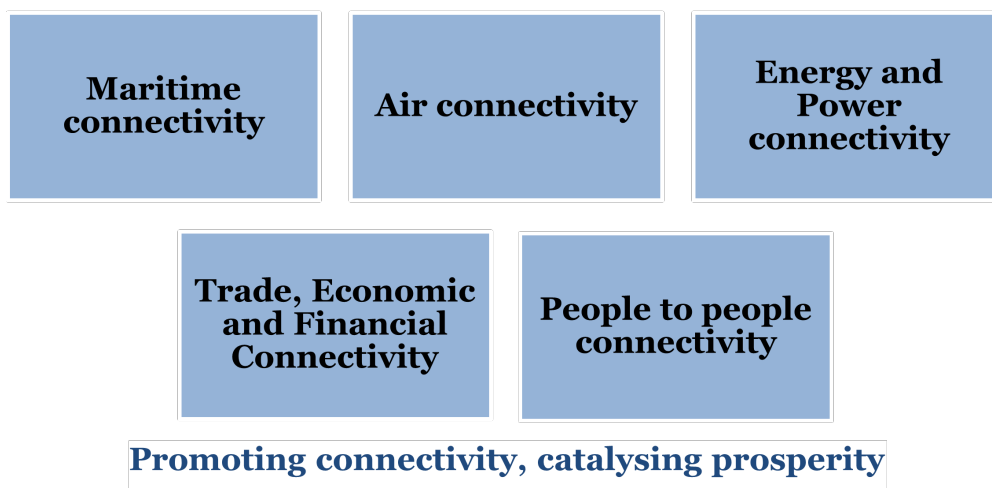 Maritime
connectivity
Air connectivity
Energy and
Power
connectivity
Trade, Economic
and Financial
Connectivity
People to people
connectivity
Promoting connectivity, catalysing prosperity